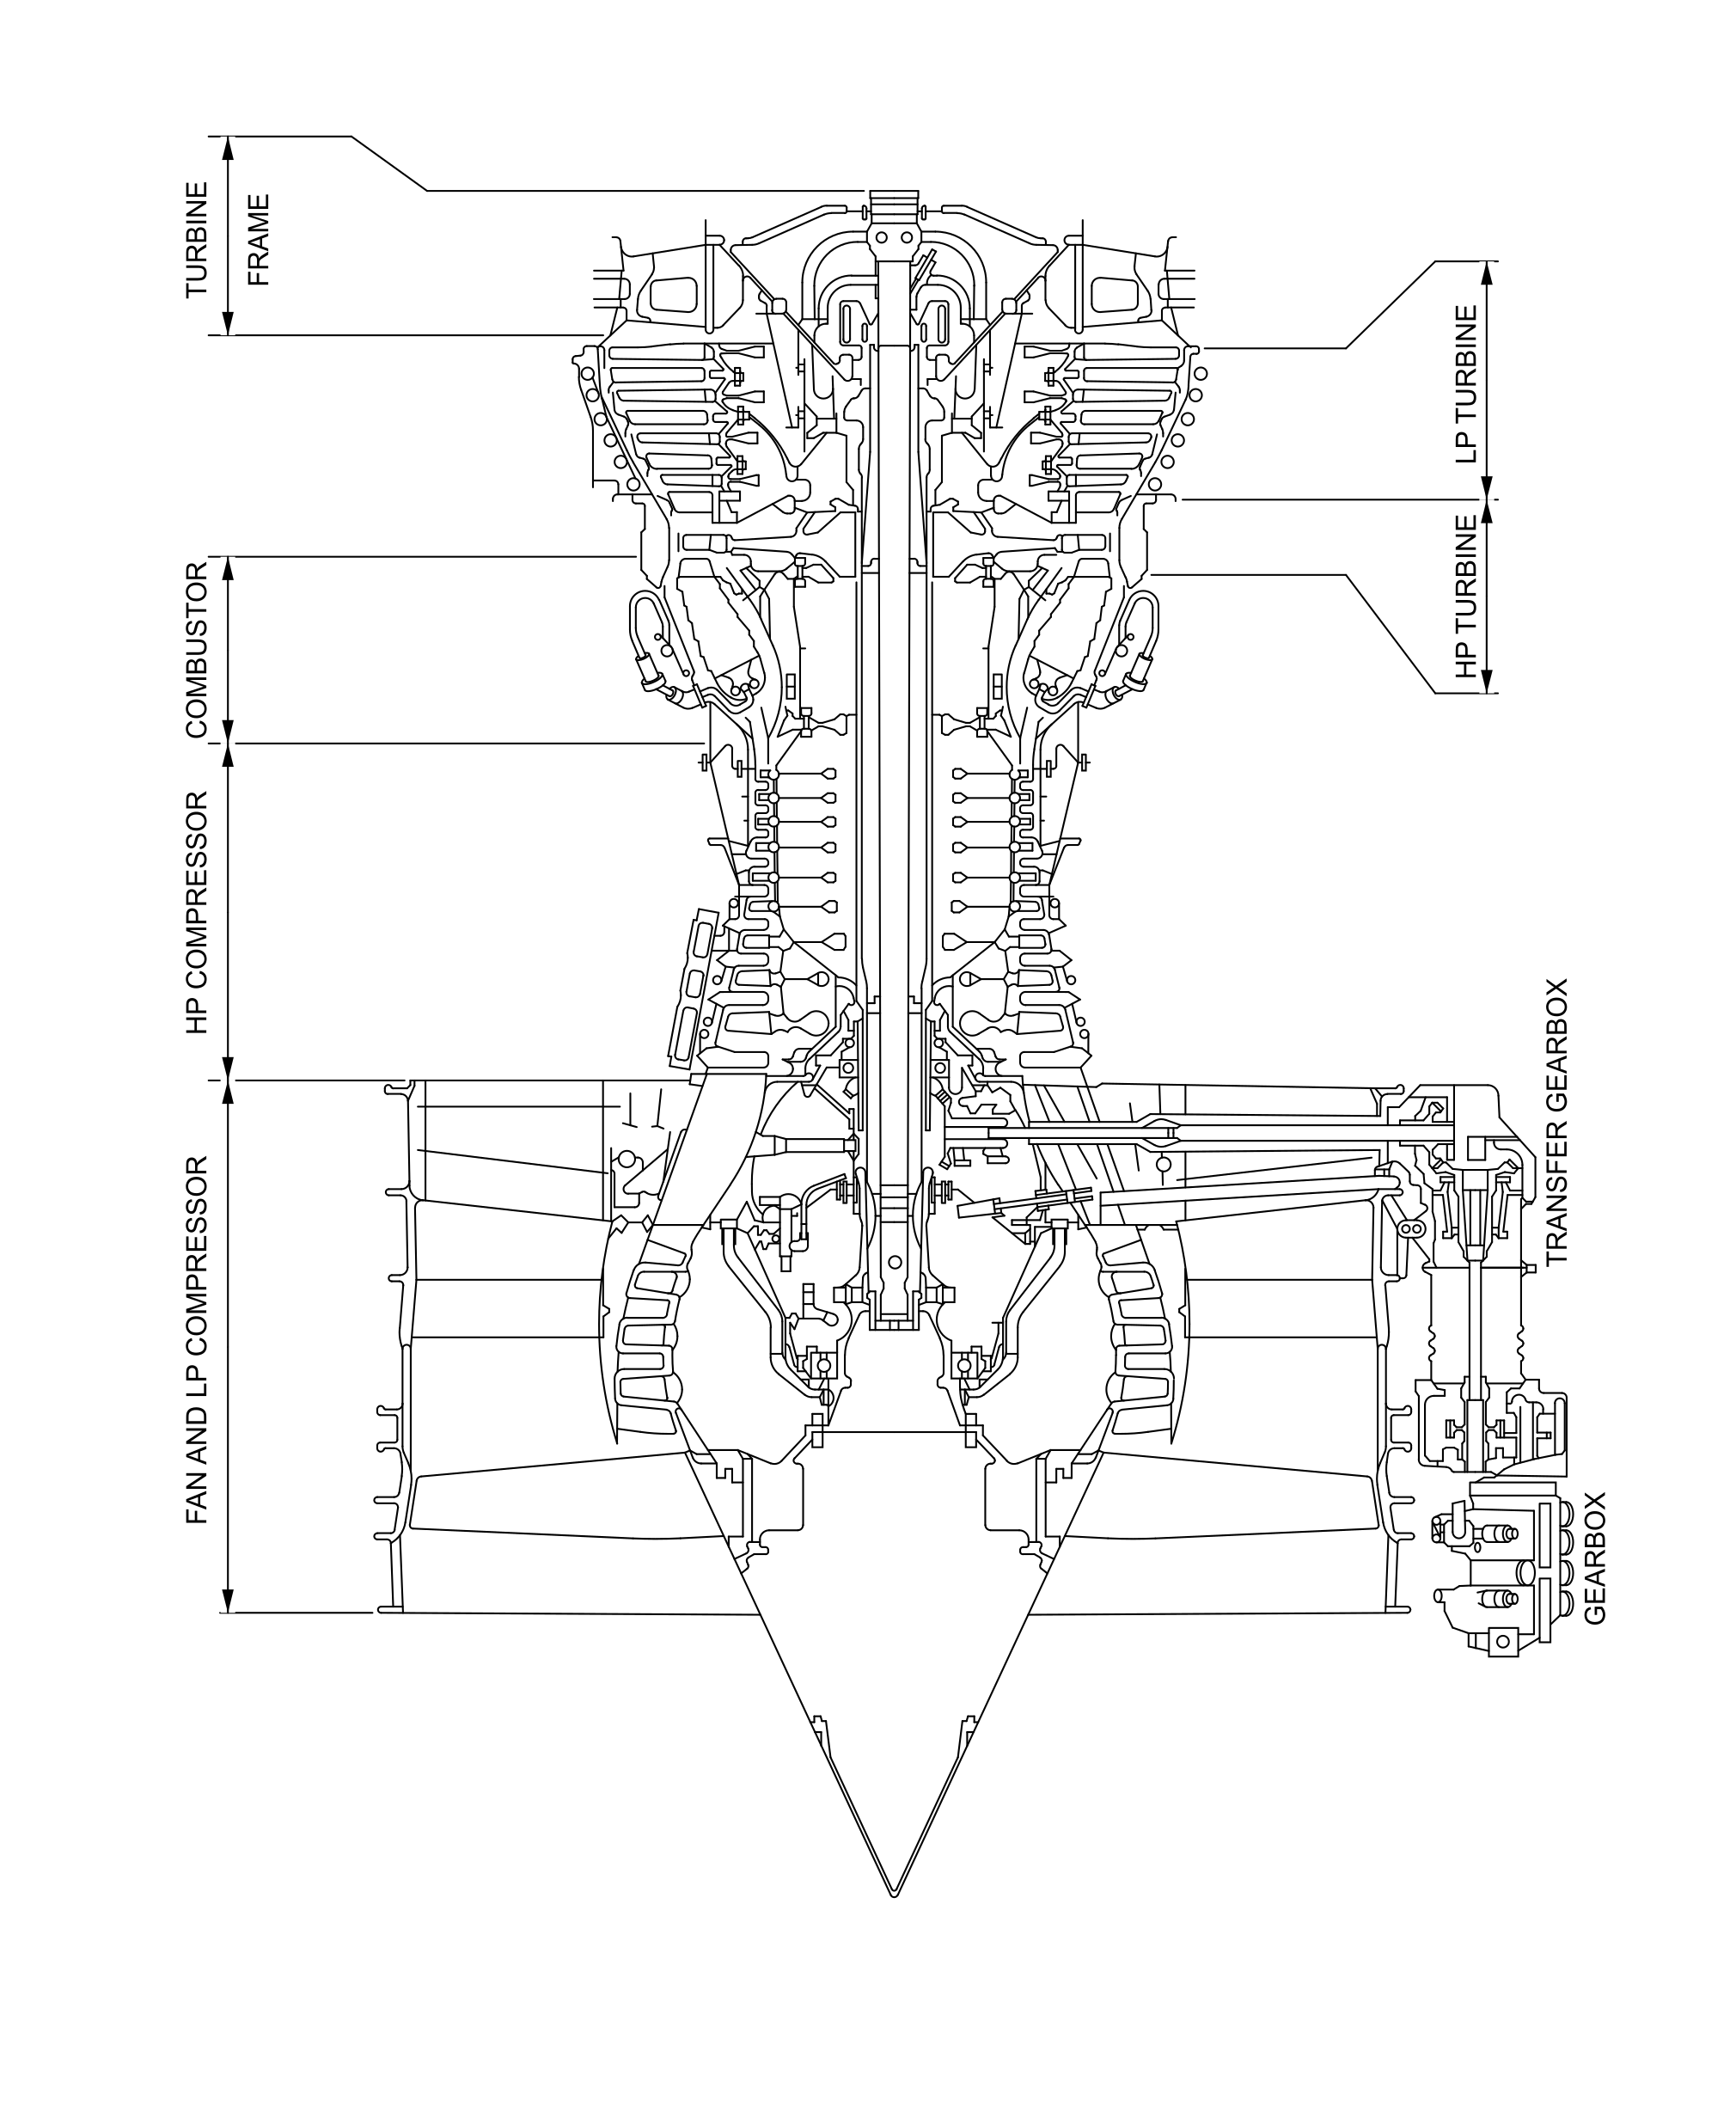 FAN AND LP COMPRESSOR
HP COMPRESSOR
COMBUSTOR
TURBINE
FRAME
HP TURBINE
LP TURBINE
TRANSFER GEARBOX
GEARBOX